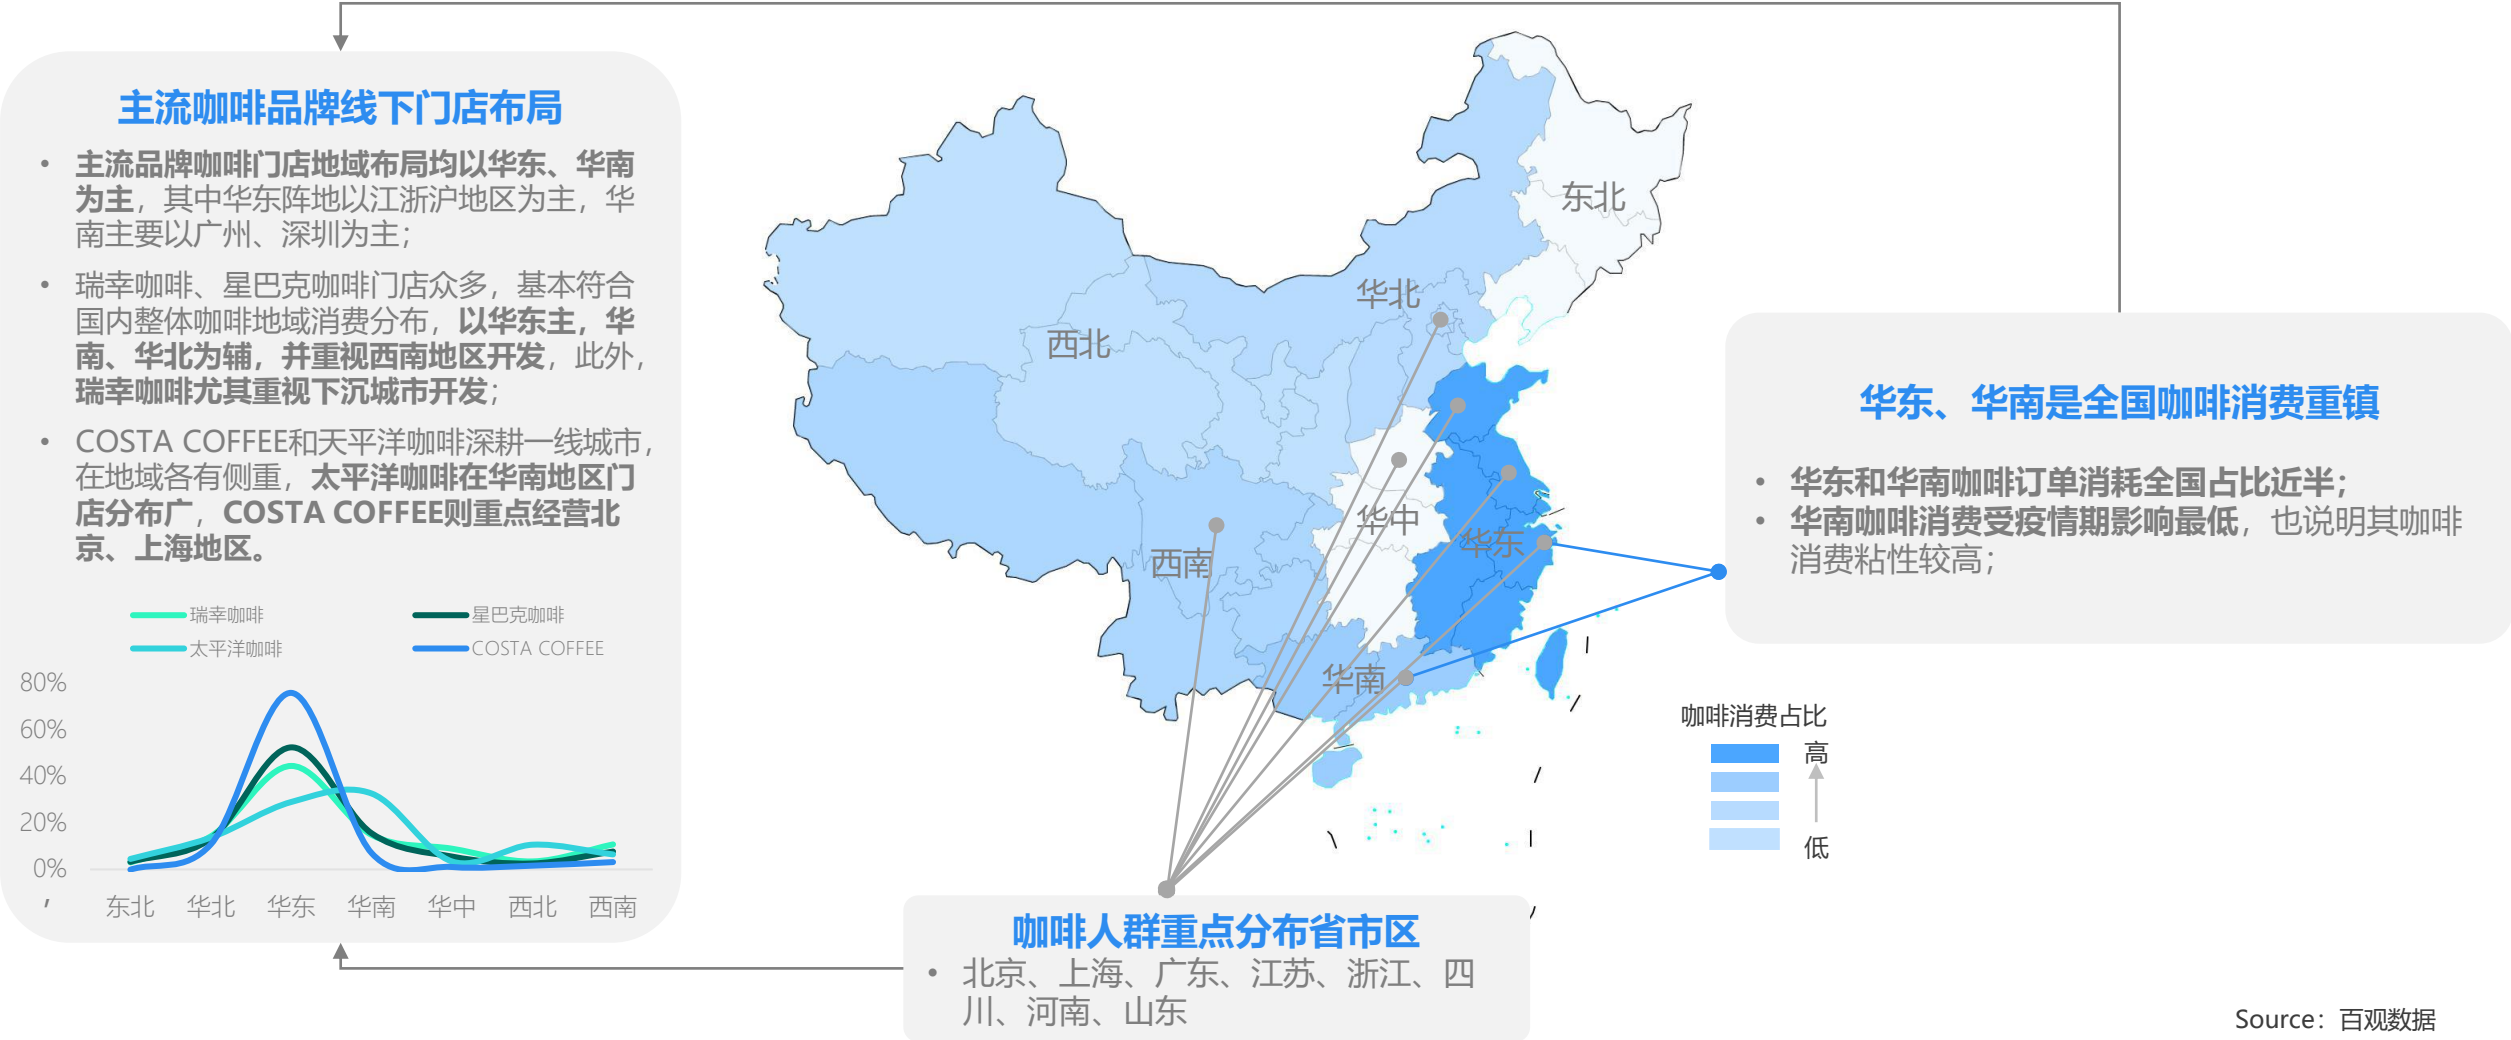 主流咖啡品牌线下门店布局
• 主流品牌咖啡门店地域布局均以华东、华南
为主，其中华东阵地以江浙沪地区为主，华
南主要以广州、深圳为主；
• 瑞幸咖啡、星巴克咖啡门店众多，基本符合
国内整体咖啡地域消费分布，以华东主，华
南、华北为辅，并重视西南地区开发，此外，
瑞幸咖啡尤其重视下沉城市开发；
• COSTA COFFEE和天平洋咖啡深耕一线城市，
在地域各有侧重，太平洋咖啡在华南地区门
店分布广，COSTA COFFEE则重点经营北
京、上海地区。
瑞幸咖啡
星巴克咖啡
太平洋咖啡
COSTA COFFEE
80%
60%
40%
20%
0%
，
东北 华北 华东 华南 华中 西北 西南
东北
华北
西北
华中
华东
西南
华南
华东、华南是全国咖啡消费重镇
• 华东和华南咖啡订单消耗全国占比近半；
• 华南咖啡消费受疫情期影响最低，也说明其咖啡
消费粘性较高；
咖啡消费占比
高
低
咖啡人群重点分布省市区
• 北京、上海、广东、江苏、浙江、四
川、河南、山东
Source：百观数据